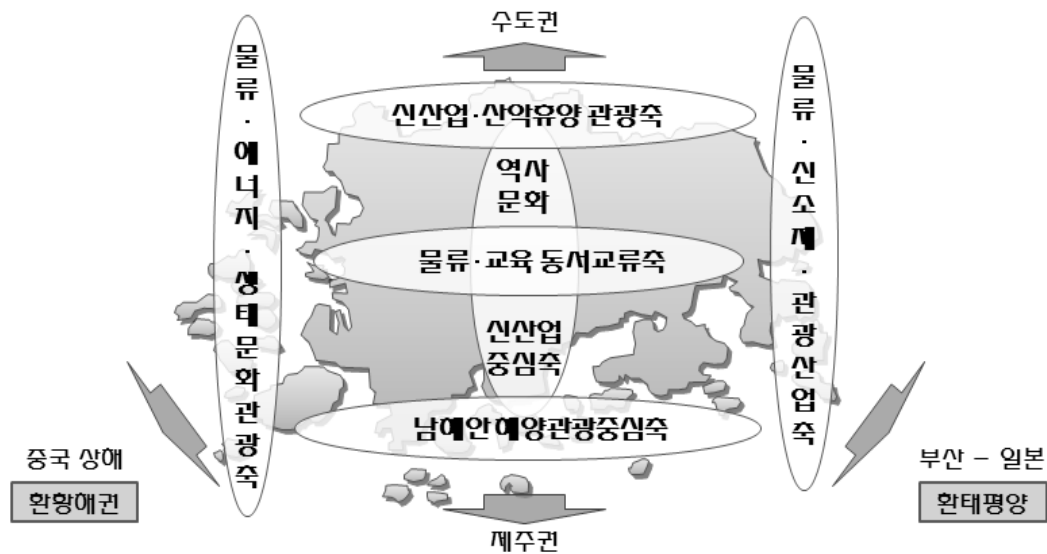 수도권
물류·에너지·생태문화관광축
신산업·산악휴양 관광축
역사
문화
물류·교육 동서교류축
신산업
중심축
남해안해양관광중심축
물류·신소재·관광산업축
중국 상해
환황해권
부산 – 일본
환태평양
제주권